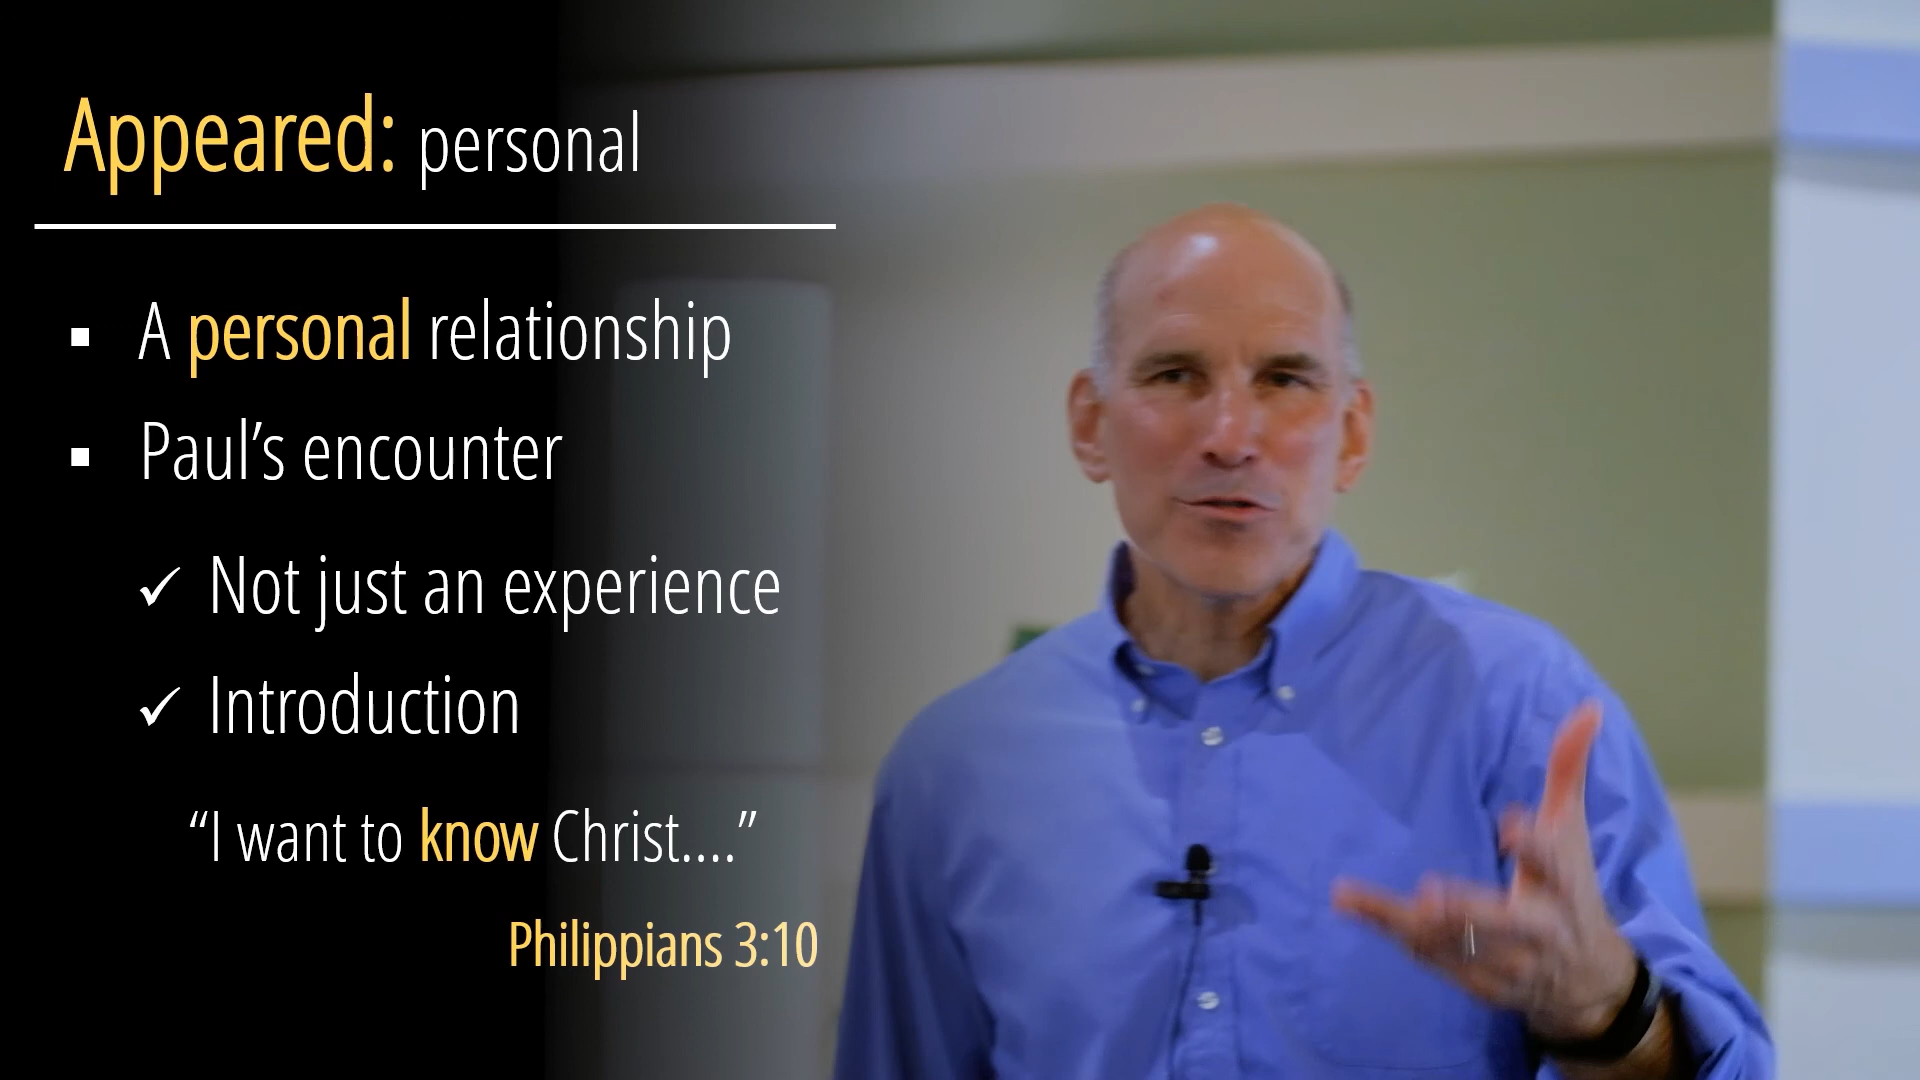 Appeared: personal
▪ A personal relationship
▪ Paul’s encounter
✓ Not just an experience
✓ Introduction
“I want to know Christ....”
Philippians 3:10